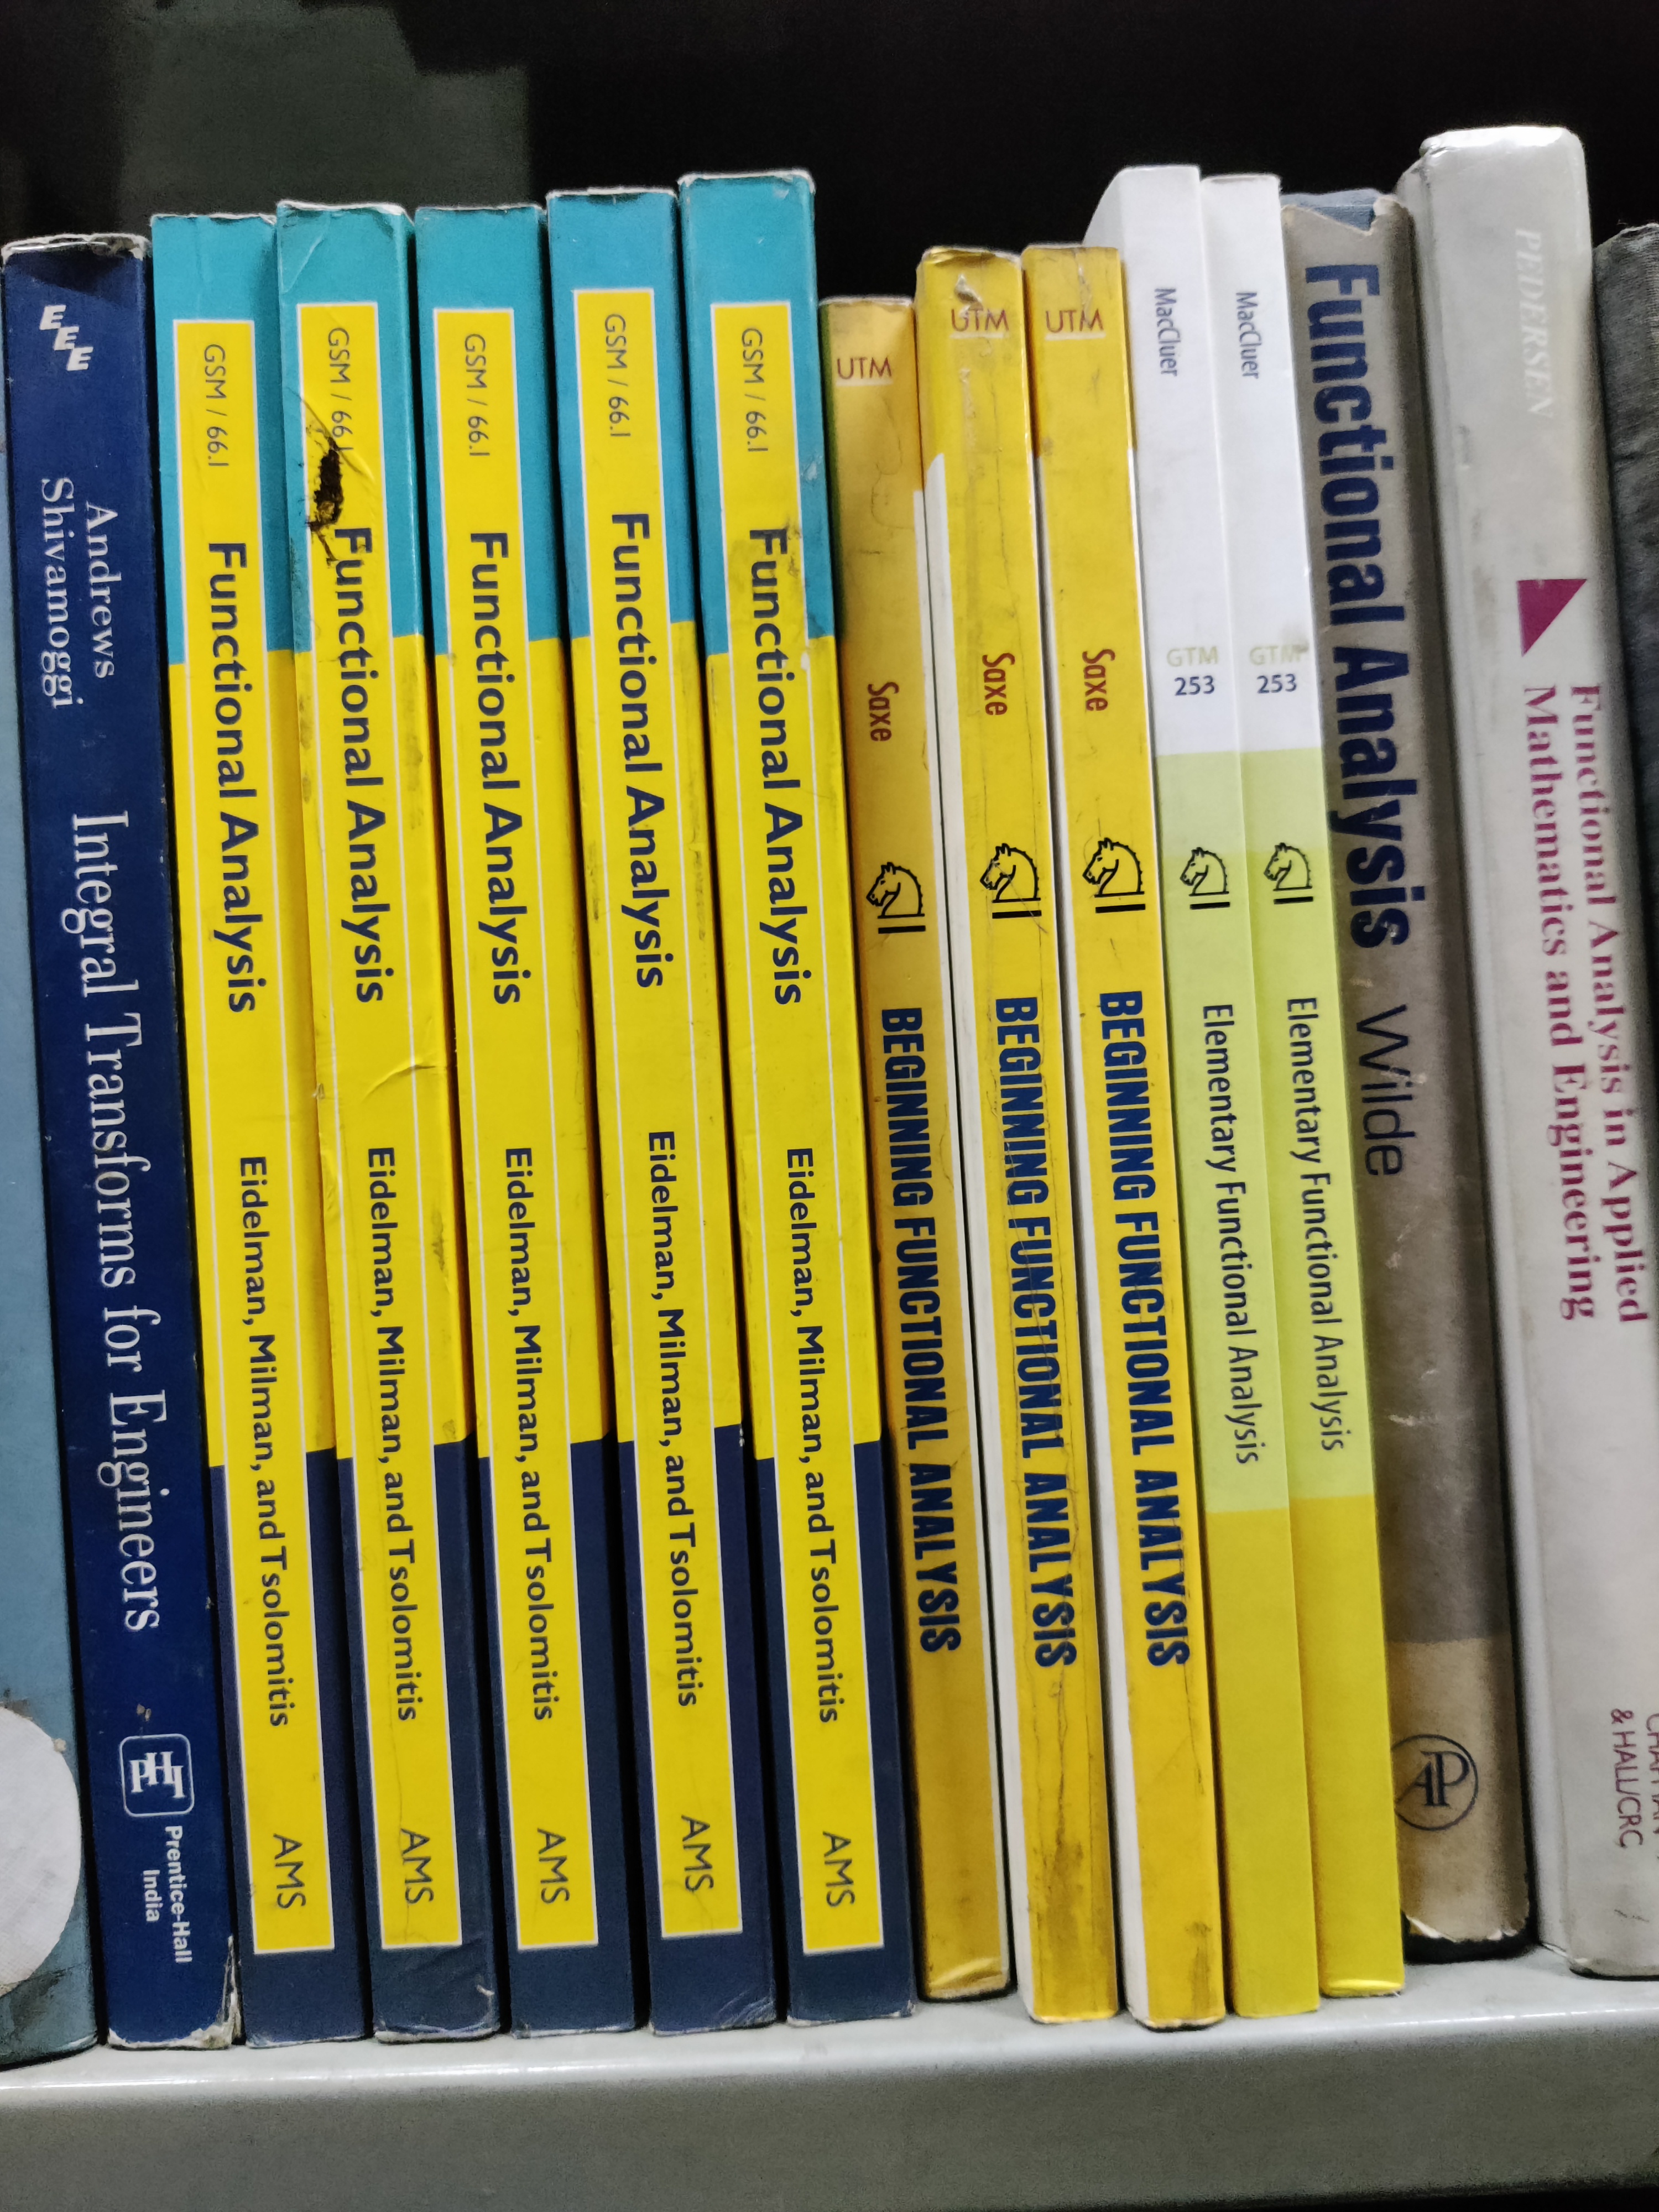 EEE
Andrews
Shivamoggi
Integral Transforms for Engineers
PHI
Prentice-Hall
India
GSM / 66.1
Functional Analysis
Eidelman, Milman, and Tsolomitis
AMS
GSM / 66.1
Functional Analysis
Eidelman, Milman, and Tsolomitis
AMS
GSM / 66.1
Functional Analysis
Eidelman, Milman, and Tsolomitis
AMS
GSM / 66.1
Functional Analysis
Eidelman, Milman, and Tsolomitis
AMS
GSM / 66.1
Functional Analysis
Eidelman, Milman, and Tsolomitis
AMS
UTM
Saxe
BEGINNING FUNCTIONAL ANALYSIS
UTM
Saxe
BEGINNING FUNCTIONAL ANALYSIS
UTM
Saxe
BEGINNING FUNCTIONAL ANALYSIS
MacCluer
GTM
253
Elementary Functional Analysis
MacCluer
GTM
253
Elementary Functional Analysis
Functional Analysis Wilde
AP
PEDERSEN
Functional Analysis in Applied
Mathematics and Engineering
& HALL/CRC